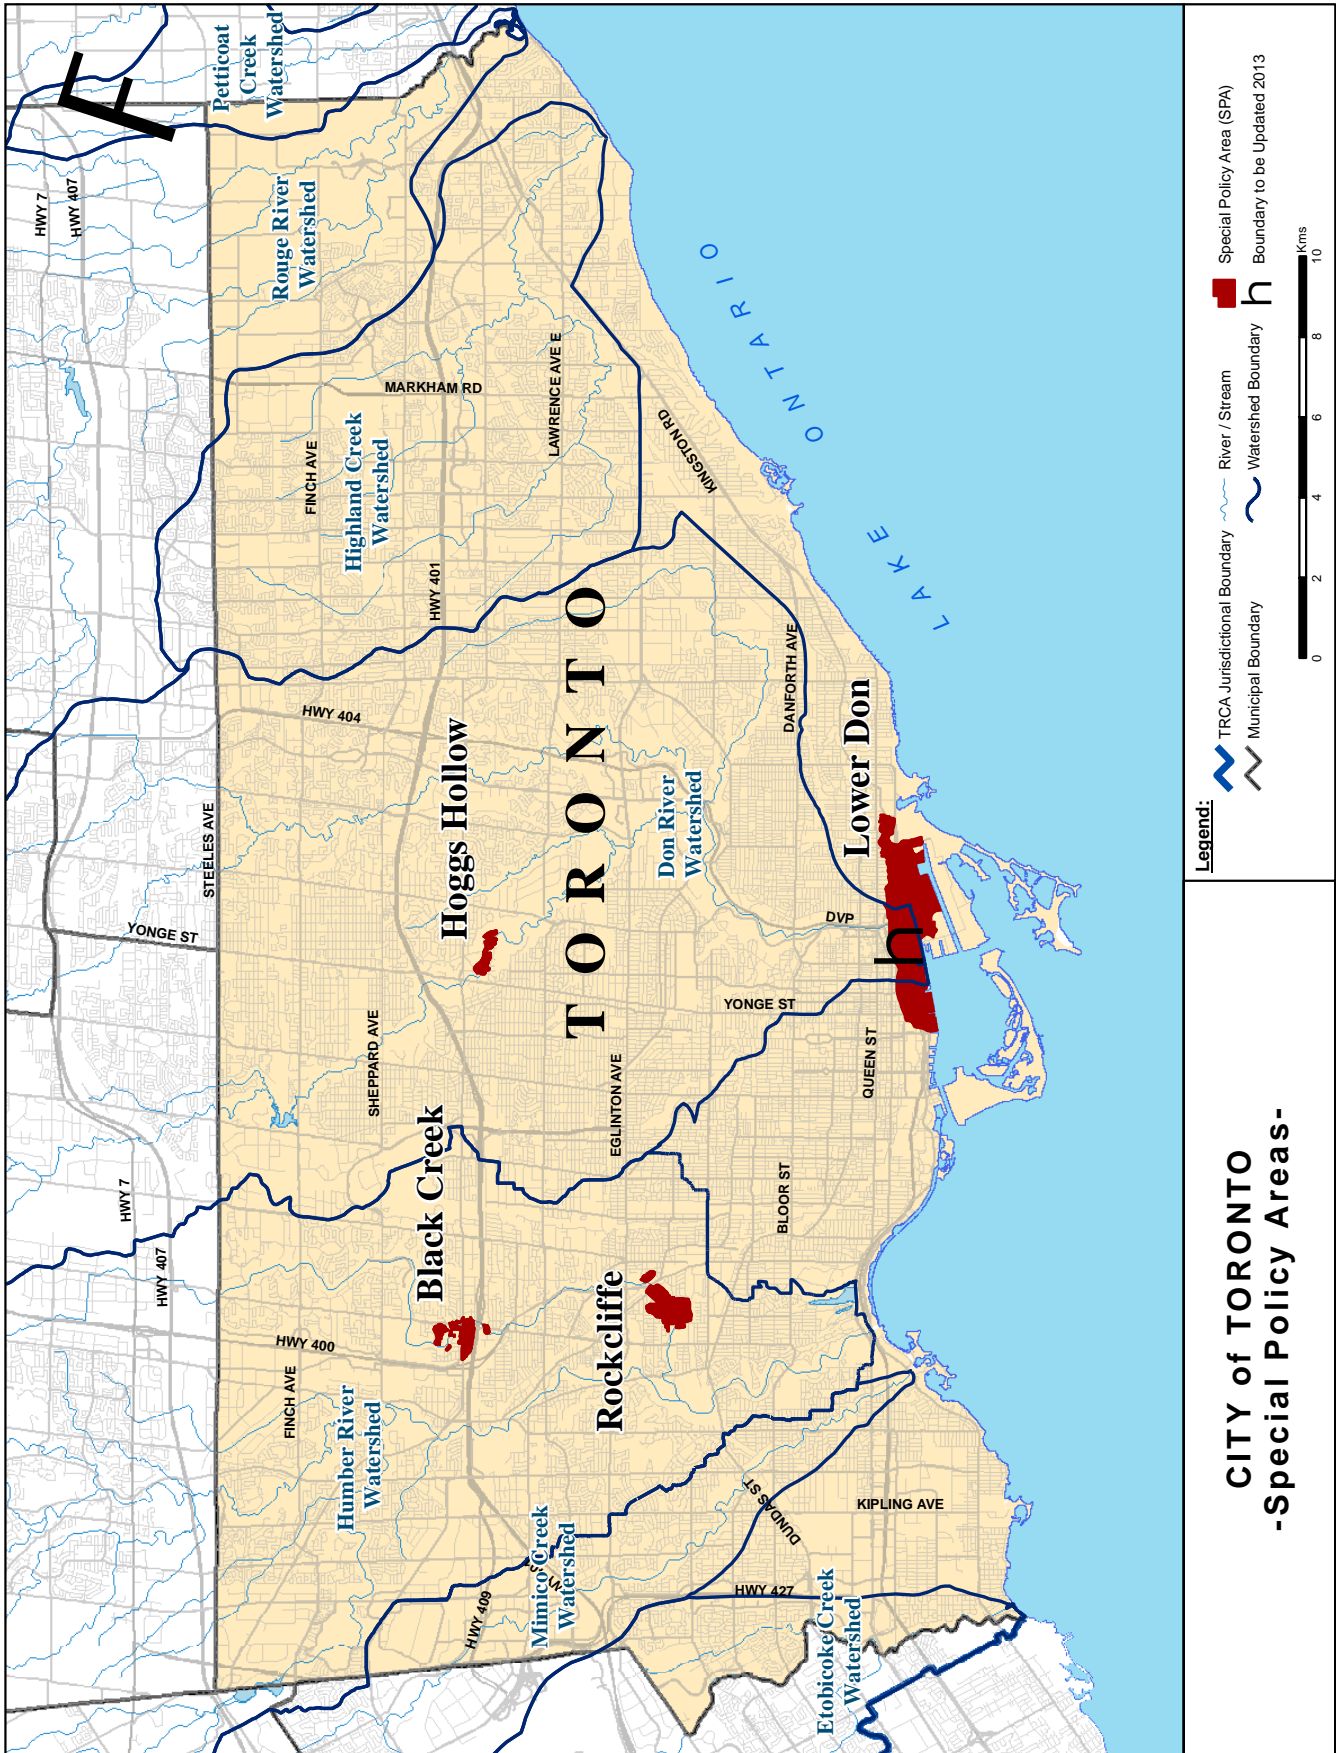 Petticoat
Creek
Watershed
HWY 7
HWY 407
Rouge River
Watershed
MARKHAM RD
LAWRENCE AVE E
FINCH AVE
Highland Creek
Watershed
KINGSTON RD
HWY 401
LAKE ONTARIO
HWY 404
STEELES AVE
YONGE ST
Hoggs Hollow
TORONTO
DANFORTH AVE
Don River
Watershed
Lower Don
DVP
h
YONGE ST
SHEPPARD AVE
EGLINTON AVE
QUEEN ST
Black Creek
BLOOR ST
HWY 7
HWY 407
HWY 400
Rockcliffe
FINCH AVE
Humber River
Watershed
DUNDAS ST
KIPLING AVE
Mimico Creek
Watershed
HWY 409
HWY 427
Etobicoke Creek
Watershed
CITY of TORONTO
-Special Policy Areas-
Legend:
TRCA Jurisdictional Boundary
River / Stream
Special Policy Area (SPA)
Municipal Boundary
Watershed Boundary
h Boundary to be Updated 2013
0 2 4 6 8 10
Kms